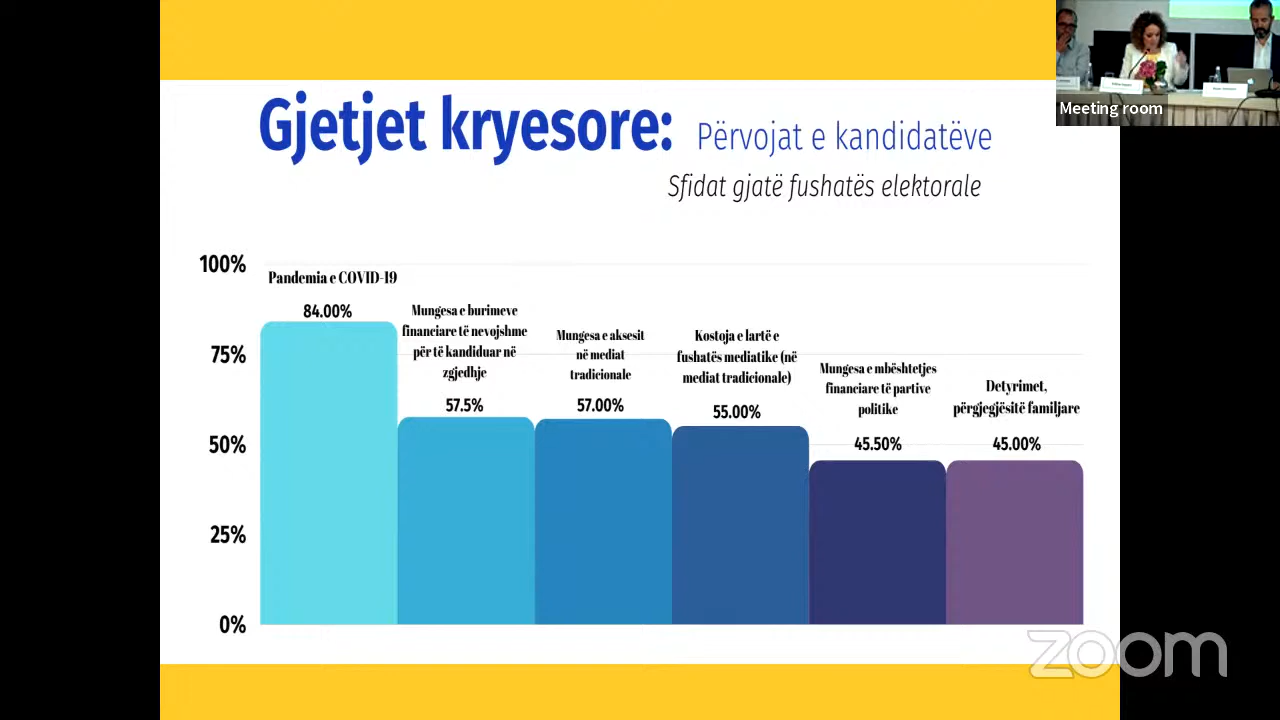 Meeting room
Gjetjet kryesore: Përvojat e kandidatëve
Sfidat gjatë fushatës elektorale
100%
75%
50%
25%
0%
Pandemia e COVID-19
84.00%
Mungesa e burimeve
financiare të nevojshme
për të kandiduar në
zgjedhje
57.5%
Mungesa e aksesit
në mediat
tradicionale
57.00%
Kostoja e lartë e
fushatës mediatike (në
mediat tradicionale)
55.00%
Mungesa e mbështetjes
financiare të partive
politike
45.50%
Detyrimet,
përgjegjësitë familjare
45.00%
zoom